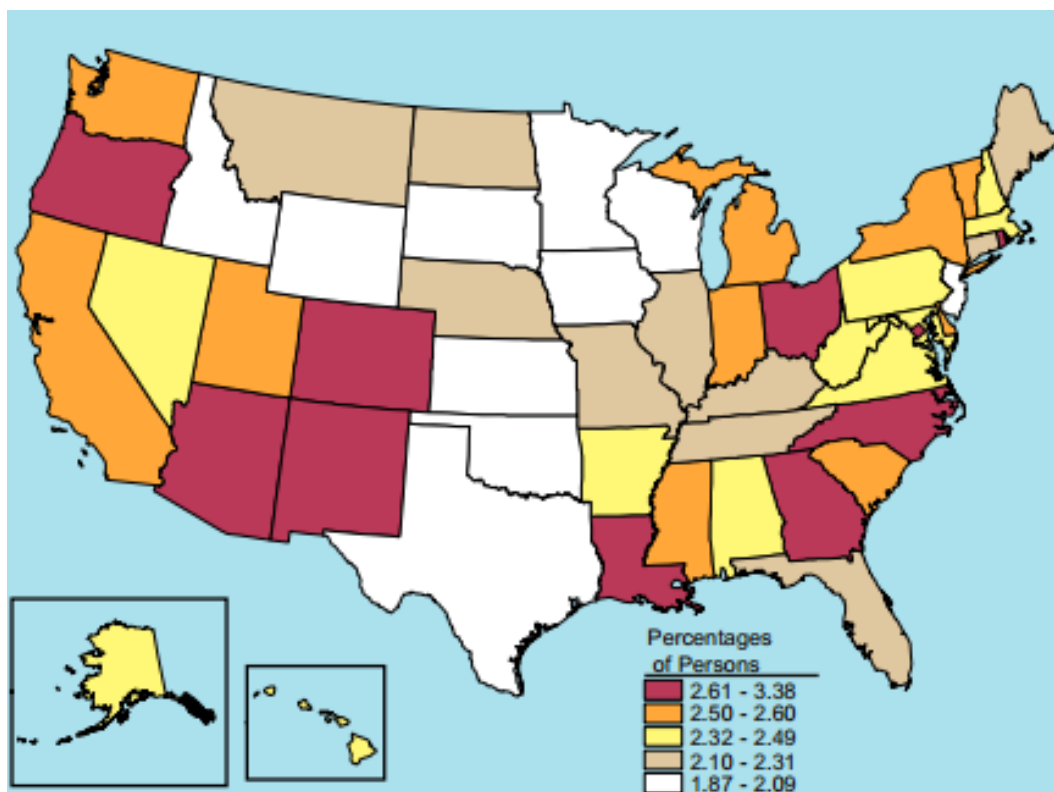 Percentages
of Persons
2.61 - 3.38
2.50 - 2.60
2.32 - 2.49
2.10 - 2.31
1.87 - 2.09